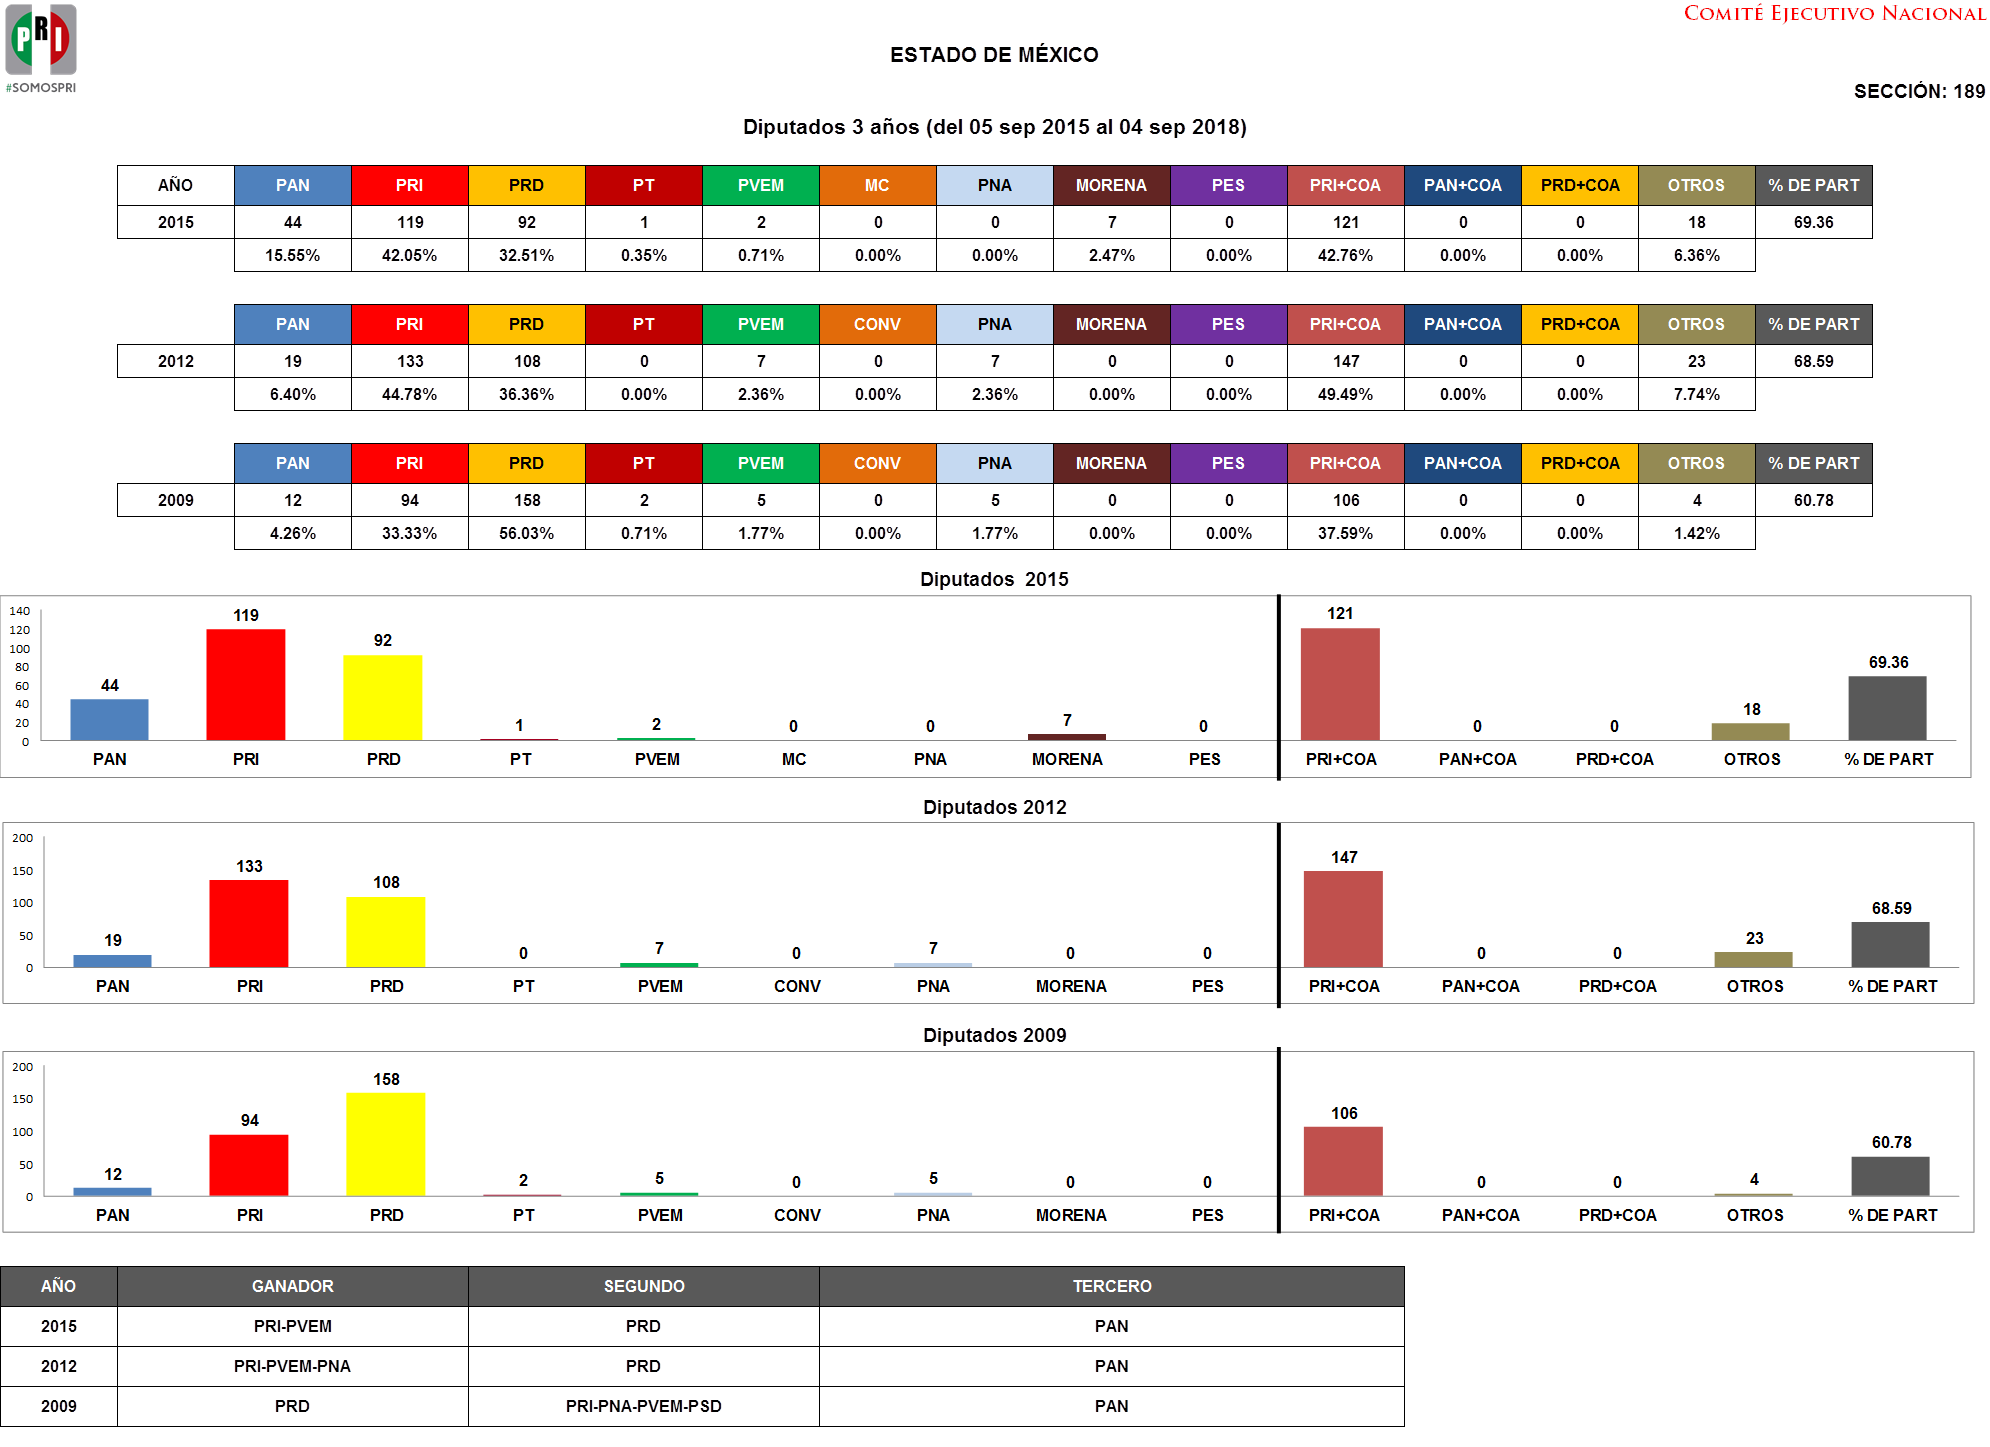 PRI
#SOMOSPRI
COMITÉ EJECUTIVO NACIONAL
ESTADO DE MÉXICO
SECCIÓN: 189
Diputados 3 años (del 05 sep 2015 al 04 sep 2018)
AÑO PAN PRI PRD PT PVEM MC PNA MORENA PES PRI+COA PAN+COA PRD+COA OTROS % DE PART
2015 44 119 92 1 2 0 0 7 0 121 0 0 18 69.36
15.55% 42.05% 32.51% 0.35% 0.71% 0.00% 0.00% 2.47% 0.00% 42.76% 0.00% 0.00% 6.36%
PAN PRI PRD PT PVEM CONV PNA MORENA PES PRI+COA PAN+COA PRD+COA OTROS % DE PART
2012 19 133 108 0 7 0 7 0 0 147 0 0 23 68.59
6.40% 44.78% 36.36% 0.00% 2.36% 0.00% 2.36% 0.00% 0.00% 49.49% 0.00% 0.00% 7.74%
PAN PRI PRD PT PVEM CONV PNA MORENA PES PRI+COA PAN+COA PRD+COA OTROS % DE PART
2009 12 94 158 2 5 0 5 0 0 106 0 0 4 60.78
4.26% 33.33% 56.03% 0.71% 1.77% 0.00% 1.77% 0.00% 0.00% 37.59% 0.00% 0.00% 1.42%
Diputados 2015
140
120
100
80
60
40
20
0
44 119 92 1 2 0 0 7 0 121 0 0 18 69.36
PAN PRI PRD PT PVEM MC PNA MORENA PES PRI+COA PAN+COA PRD+COA OTROS % DE PART
Diputados 2012
200
150
100
50
0
19 133 108 0 7 0 7 0 0 147 0 0 23 68.59
PAN PRI PRD PT PVEM CONV PNA MORENA PES PRI+COA PAN+COA PRD+COA OTROS % DE PART
Diputados 2009
200
150
100
50
0
12 94 158 2 5 0 5 0 0 106 0 0 4 60.78
PAN PRI PRD PT PVEM CONV PNA MORENA PES PRI+COA PAN+COA PRD+COA OTROS % DE PART
AÑO GANADOR SEGUNDO TERCERO
2015 PRI-PVEM PRD PAN
2012 PRI-PVEM-PNA PRD PAN
2009 PRD PRI-PNA-PVEM-PSD PAN